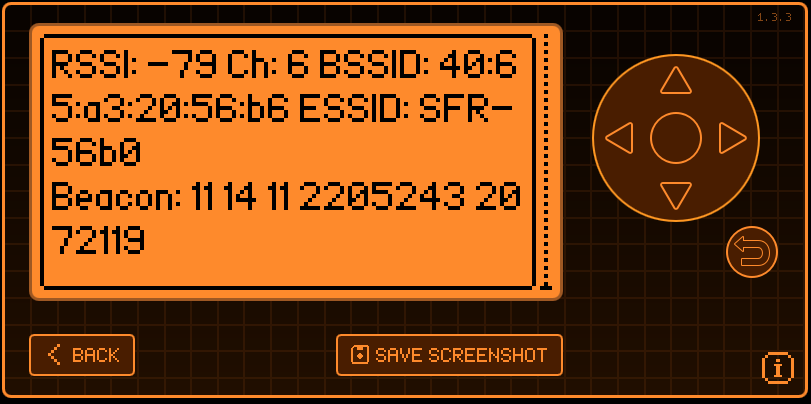 1.3.3
RSSI: -79 Ch: 6 BSSID: 40:6
5:a3:20:56:b6 ESSID: SFR-
56b0
Beacon: 11 14 11 2205243 20
72119
BACK
SAVE SCREENSHOT
i